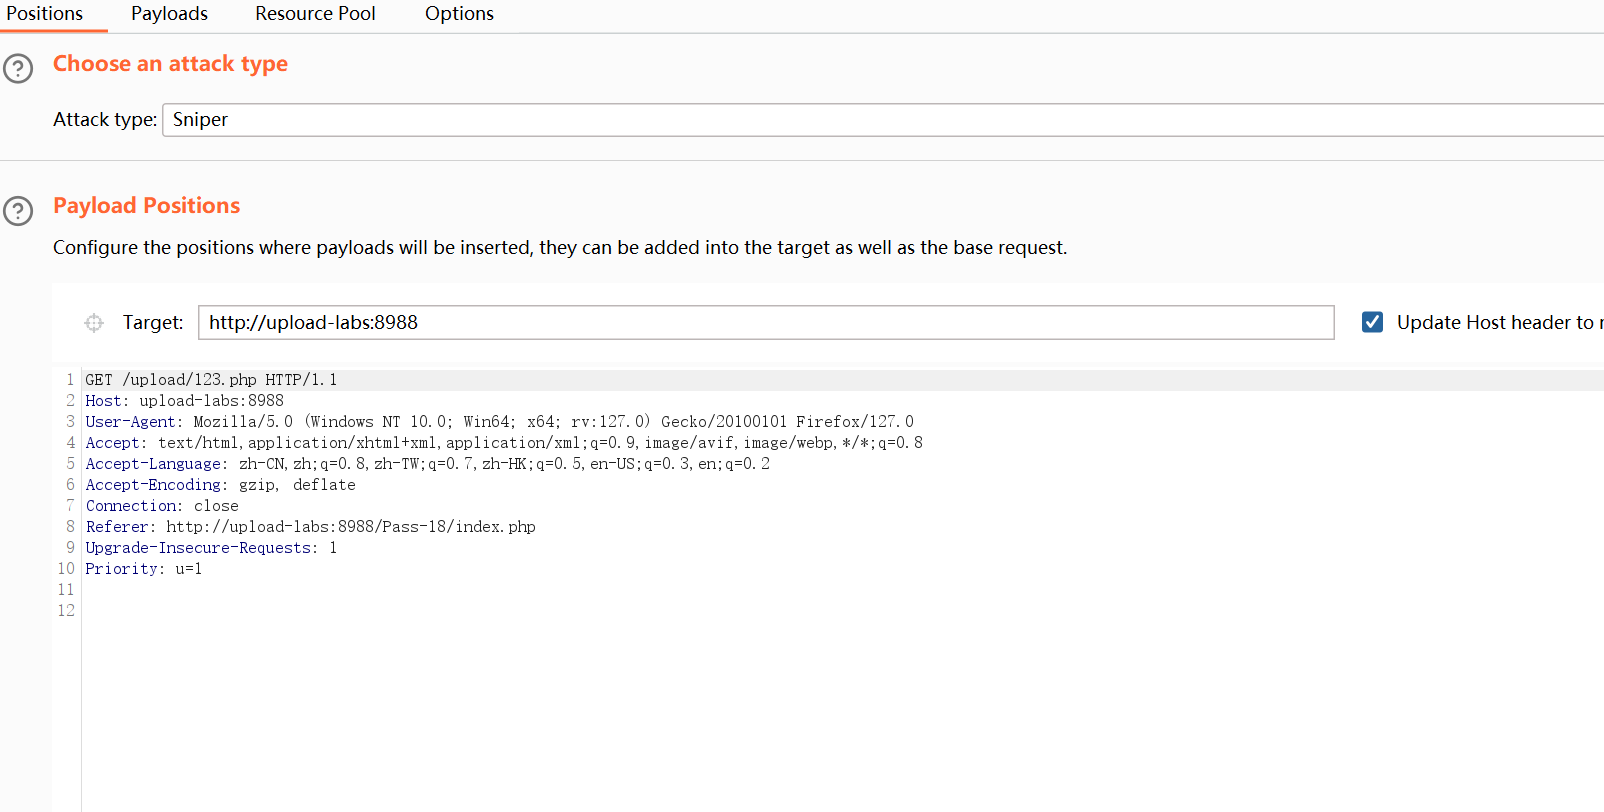 Positions Payloads Resource Pool Options
Choose an attack type
Attack type: Sniper
Payload Positions
Configure the positions where payloads will be inserted, they can be added into the target as well as the base request.
Target: http://upload-labs:8988 Update Host header to
1 GET /upload/123.php HTTP/1.1
2 Host: upload-labs:8988
3 User-Agent: Mozilla/5.0 (Windows NT 10.0; Win64; x64; rv:127.0) Gecko/20100101 Firefox/127.0
4 Accept: text/html,application/xhtml+xml,application/xml;q=0.9,image/avif,image/webp,*/*;q=0.8
5 Accept-Language: zh-CN,zh;q=0.8,zh-TW;q=0.7,zh-HK;q=0.5,en-US;q=0.3,en;q=0.2
6 Accept-Encoding: gzip, deflate
7 Connection: close
8 Referer: http://upload-labs:8988/Pass-18/index.php
9 Upgrade-Insecure-Requests: 1
10 Priority: u=1
11
12